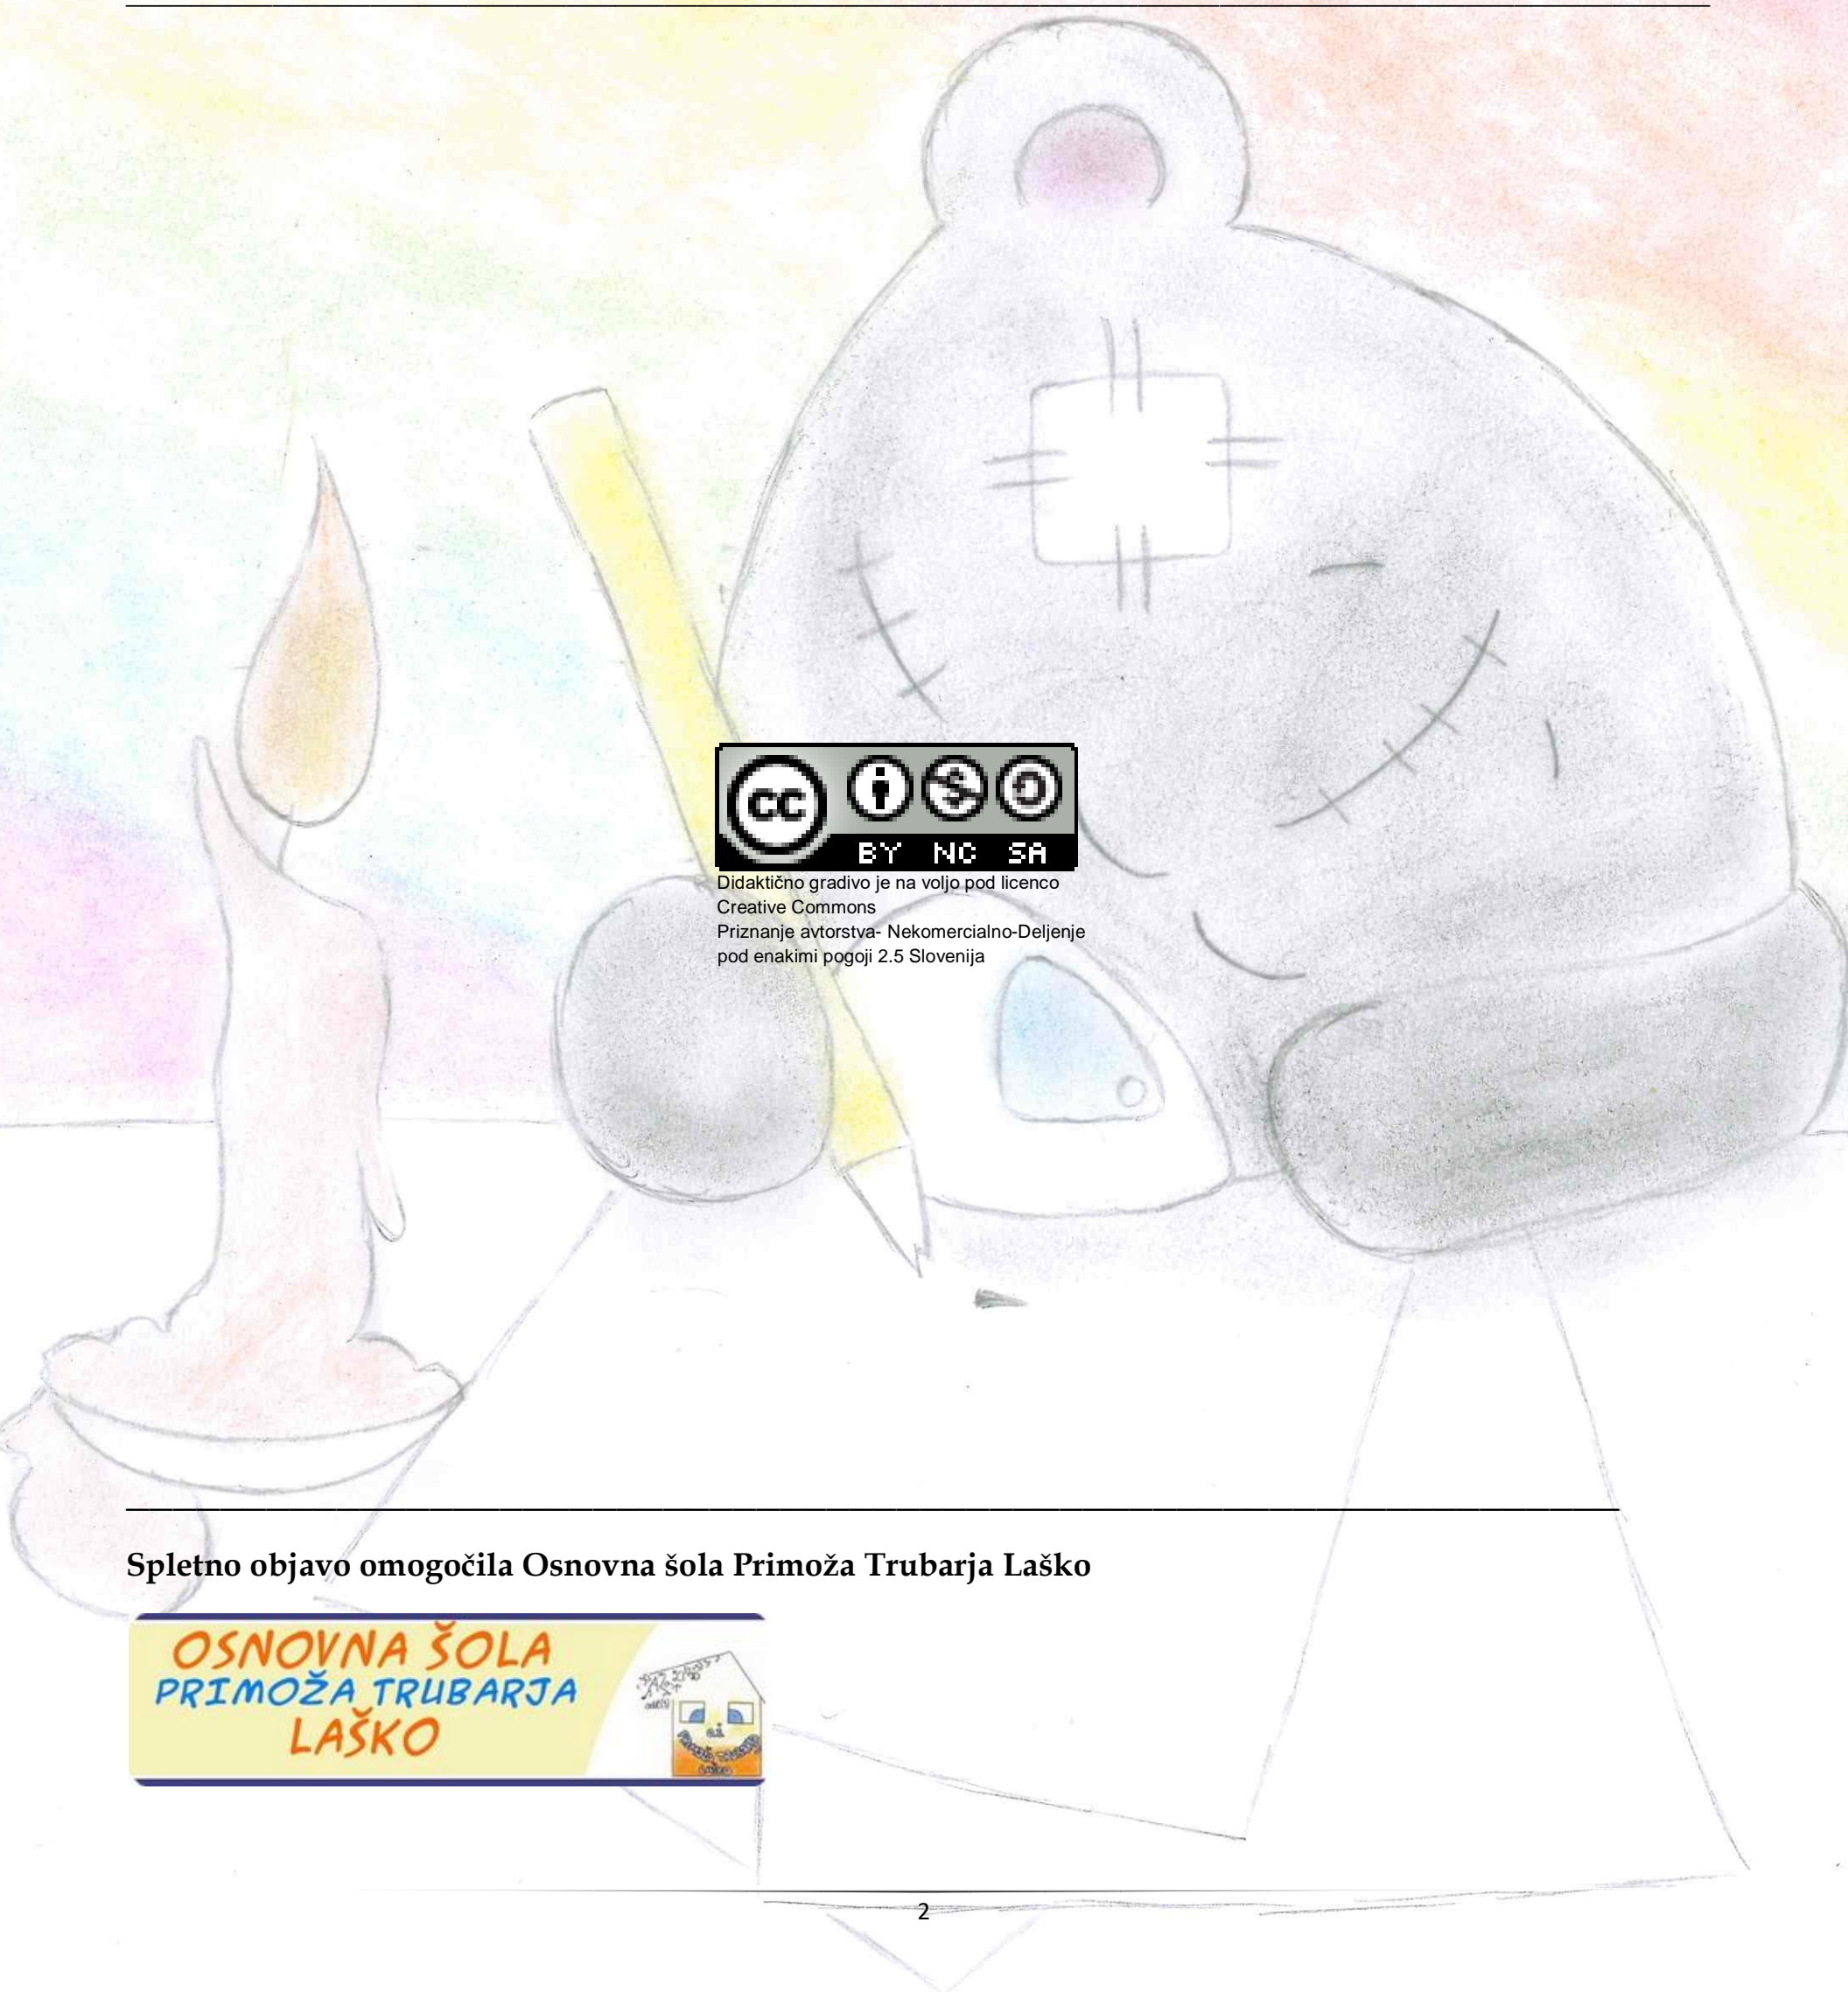 cc
BY NC SA
Didaktično gradivo je na voljo pod licenco
Creative Commons
Priznanje avtorstva- Nekomercialno-Deljenje
pod enakimi pogoji 2.5 Slovenija
Spletno objavo omogočila Osnovna šola Primoža Trubarja Laško
OSNOVNA ŠOLA
PRIMOŽA TRUBARJA
LAŠKO
2